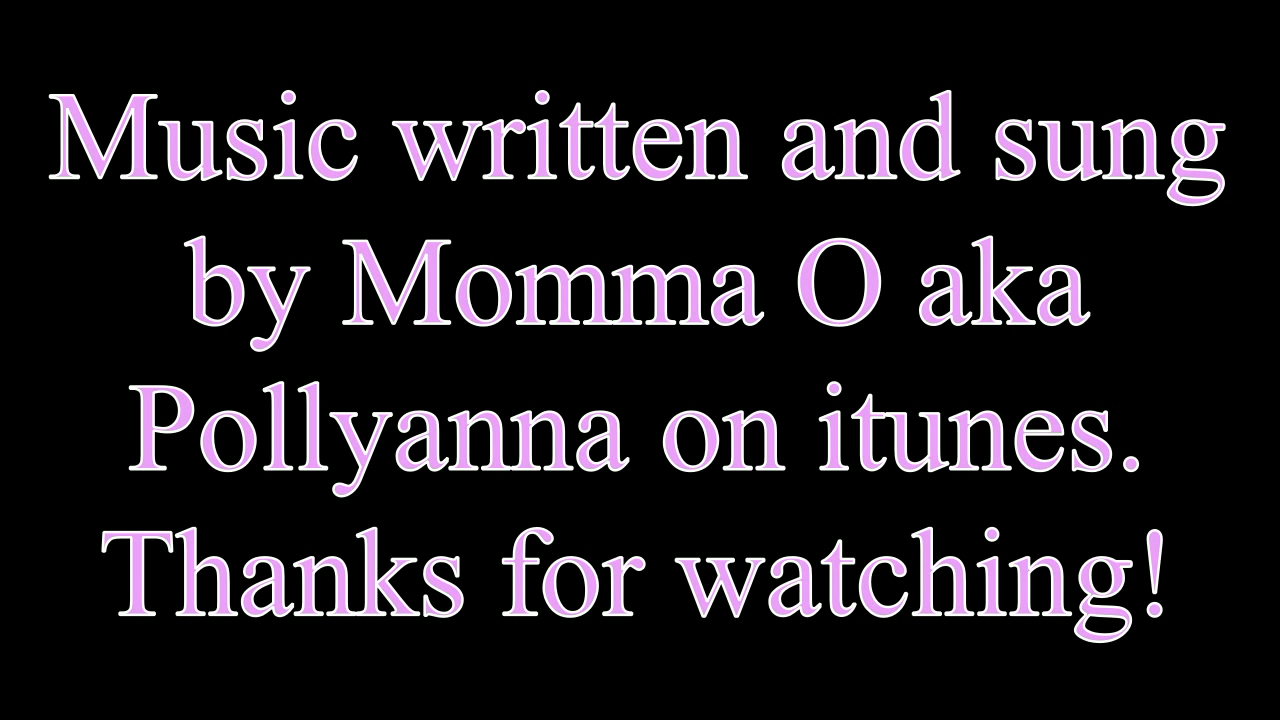 Music written and sung
by Momma O aka
Pollyanna on itunes.
Thanks for watching!